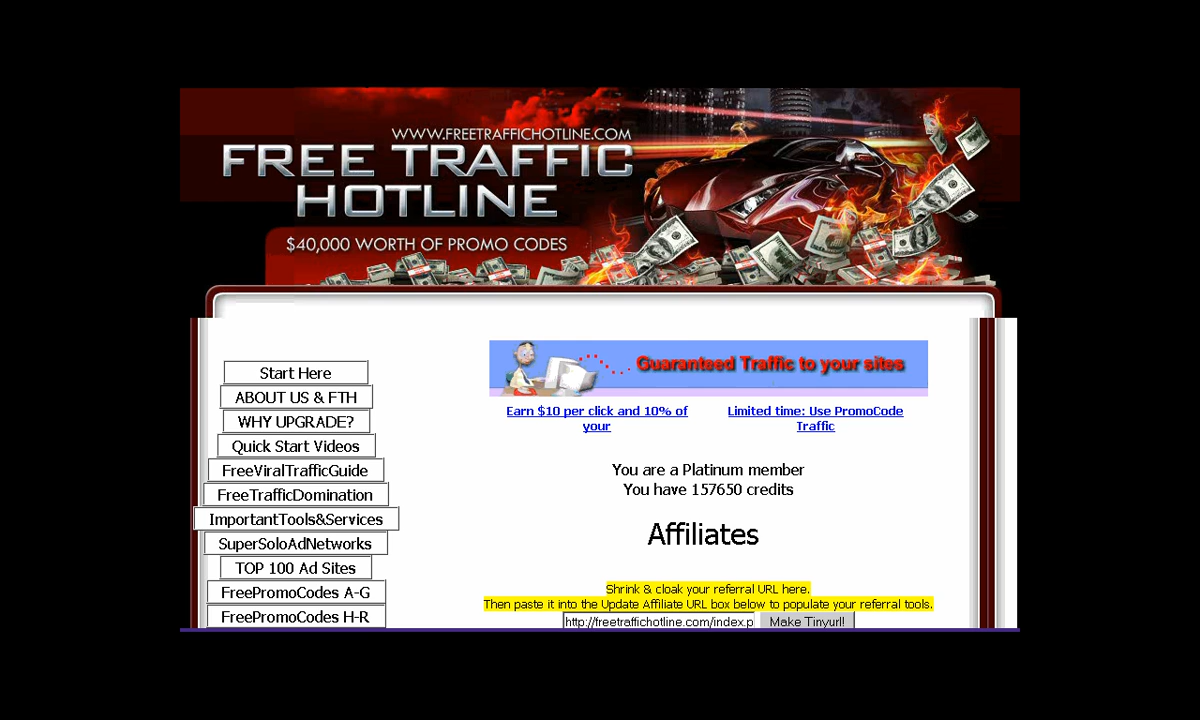 WWW.FREETRAFFICHOTLINE.COM
FREE TRAFFIC
HOTLINE
$40,000 WORTH OF PROMO CODES
Start Here
ABOUT US & FTH
WHY UPGRADE?
Quick Start Videos
FreeViralTrafficGuide
FreeTrafficDomination
ImportantTools&Services
SuperSoloAdNetworks
TOP 100 Ad Sites
FreePromoCodes A-G
FreePromoCodes H-R
Guaranteed Traffic to your sites
Earn $10 per click and 10% of
your
Limited time: Use PromoCode
Traffic
You are a Platinum member
You have 157650 credits
Affiliates
Shrink & cloak your referral URL here.
Then paste it into the Update Affiliate URL box below to populate your referral tools.
http://freetraffichotline.com/index.p
Make Tinyurl!